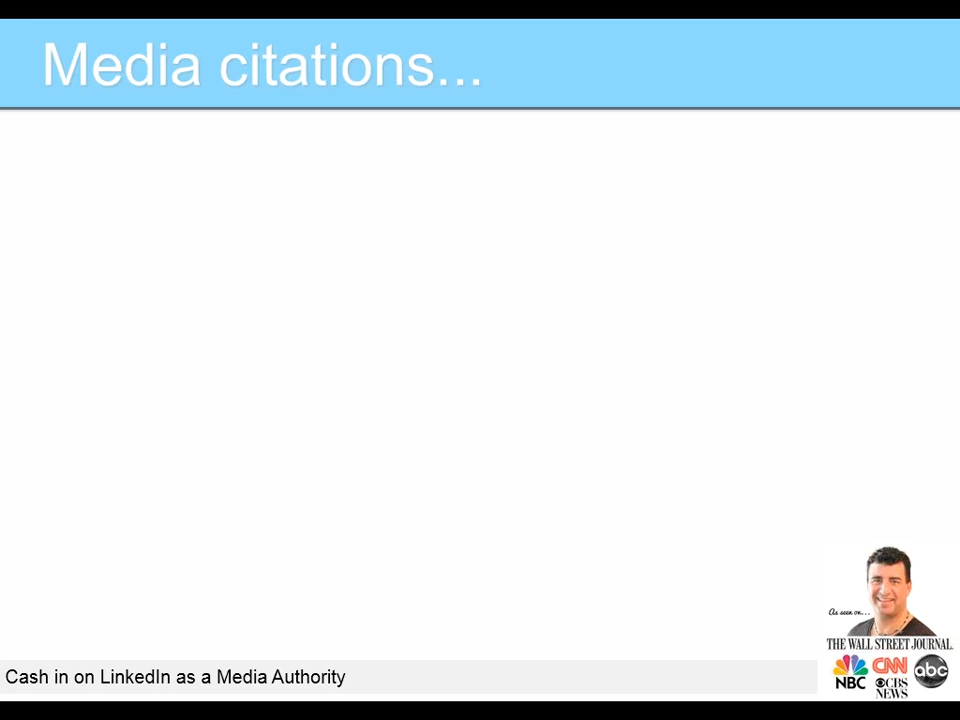 Media citations...
As seen on...
THE WALL STREET JOURNAL.
NBC
CNN
abc
CBS
NEWS
Cash in on LinkedIn as a Media Authority